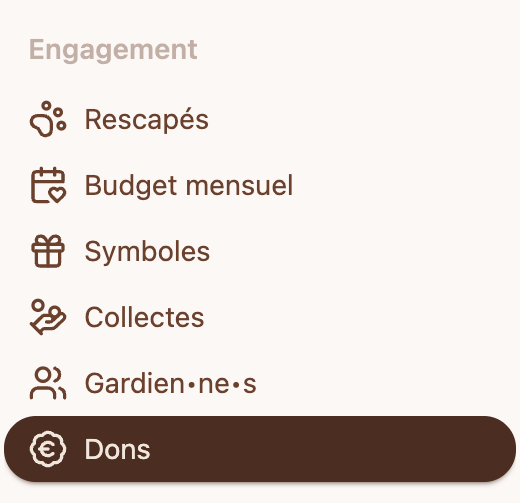 Engagement
Rescapés
Budget mensuel
Symboles
Collectes
Gardien•ne•s
Dons